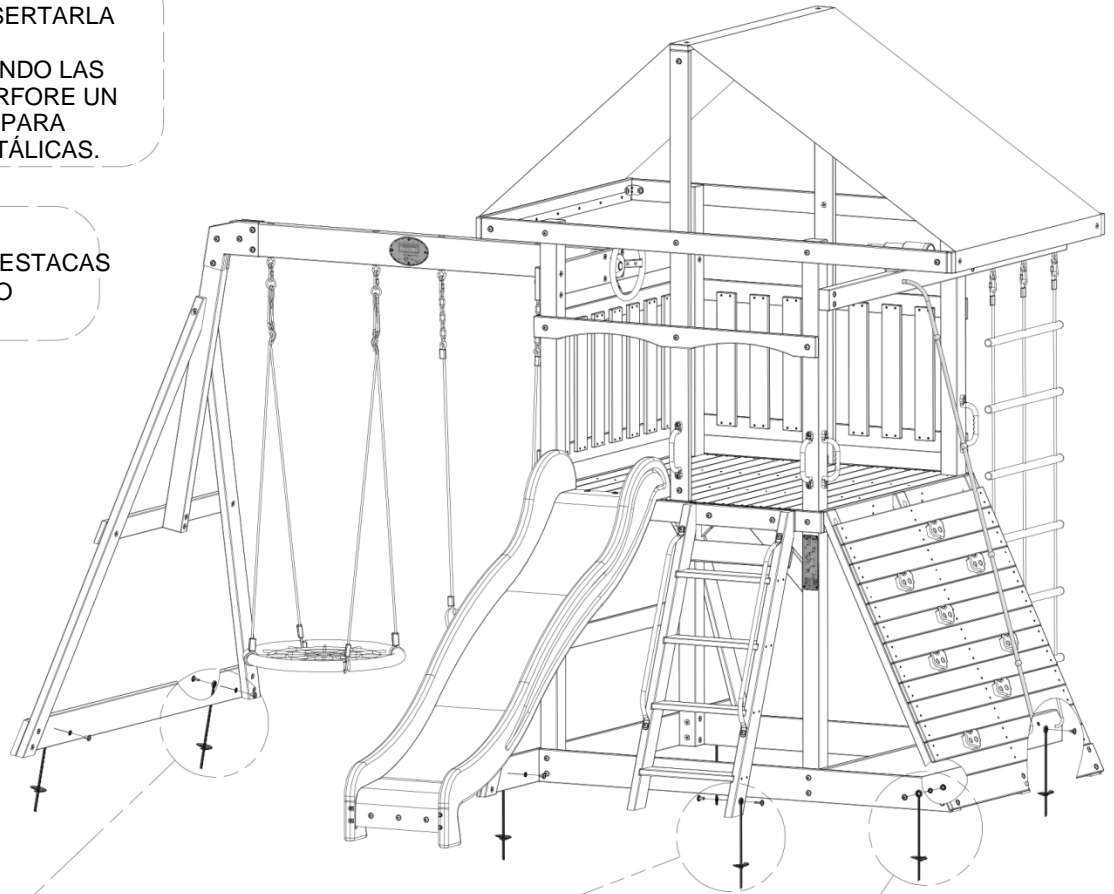 SERTARLA
NDO LAS
RFORE UN
PARA
TÁLICAS.
ESTACAS
O